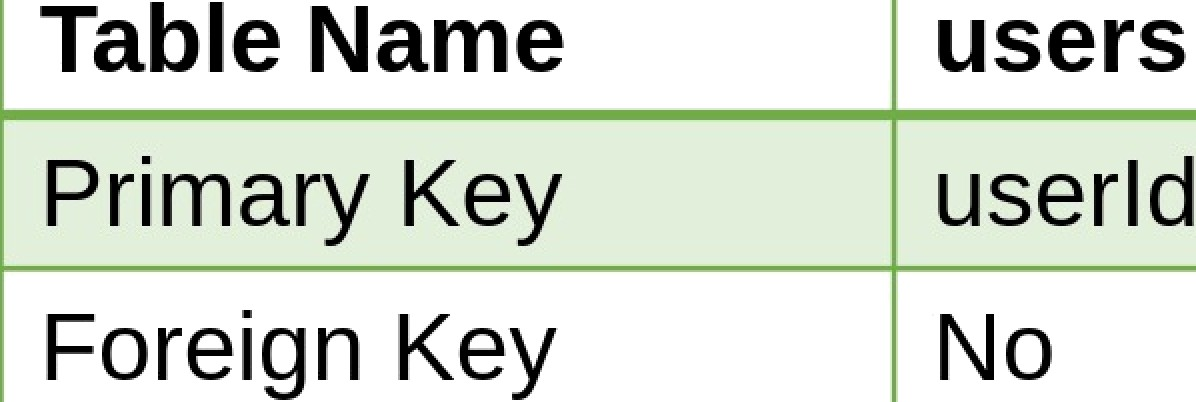 Table Name users
Primary Key userId
Foreign Key No